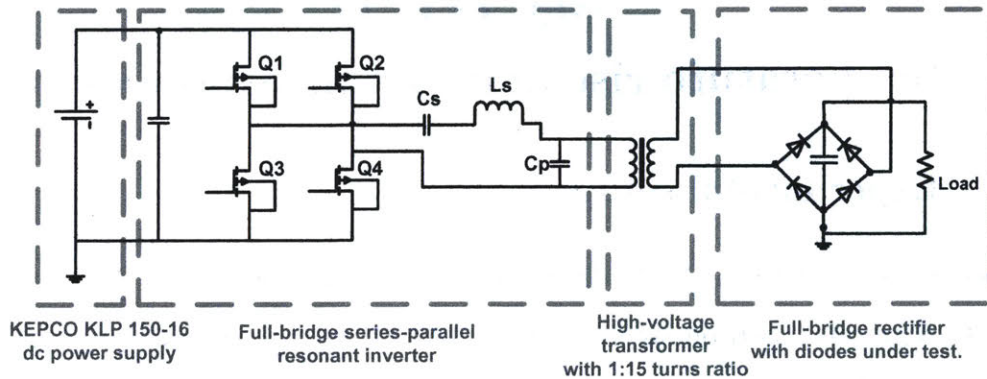 Q1
Q2
Cs
Ls
+
-
Cp
Q3
Q4
Load
KEPCO KLP 150-16
dc power supply
Full-bridge series-parallel
resonant inverter
High-voltage
transformer
with 1:15 turns ratio
Full-bridge rectifier
with diodes under test.